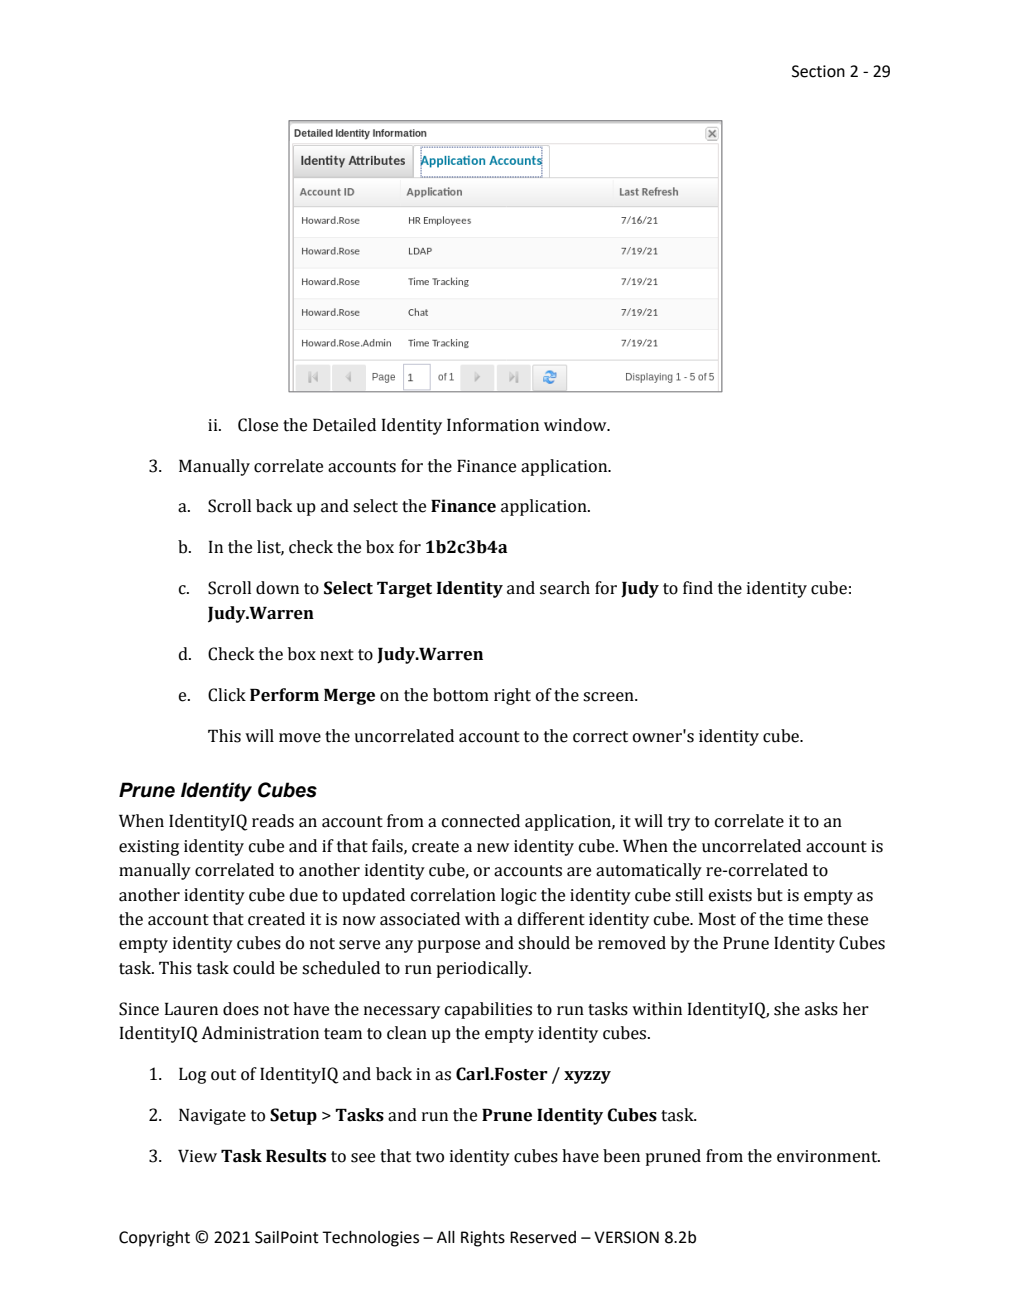 Section 2 - 29
Detailed Identity Information
Identity Attributes Application Accounts
Account ID Application Last Refresh
Howard.Rose HR Employees 7/16/21
Howard.Rose LDAP 7/19/21
Howard.Rose Time Tracking 7/19/21
Howard.Rose Chat 7/19/21
Howard.Rose.Admin Time Tracking 7/19/21
Page 1 of 1 Displaying 1 - 5 of 5
ii. Close the Detailed Identity Information window.
3. Manually correlate accounts for the Finance application.
a. Scroll back up and select the Finance application.
b. In the list, check the box for 1b2c3b4a
c. Scroll down to Select Target Identity and search for Judy to find the identity cube:
Judy.Warren
d. Check the box next to Judy.Warren
e. Click Perform Merge on the bottom right of the screen.
This will move the uncorrelated account to the correct owner's identity cube.
Prune Identity Cubes
When IdentityIQ reads an account from a connected application, it will try to correlate it to an
existing identity cube and if that fails, create a new identity cube. When the uncorrelated account is
manually correlated to another identity cube, or accounts are automatically re-correlated to
another identity cube due to updated correlation logic the identity cube still exists but is empty as
the account that created it is now associated with a different identity cube. Most of the time these
empty identity cubes do not serve any purpose and should be removed by the Prune Identity Cubes
task. This task could be scheduled to run periodically.
Since Lauren does not have the necessary capabilities to run tasks within IdentityIQ, she asks her
IdentityIQ Administration team to clean up the empty identity cubes.
1. Log out of IdentityIQ and back in as Carl.Foster / xyzzy
2. Navigate to Setup > Tasks and run the Prune Identity Cubes task.
3. View Task Results to see that two identity cubes have been pruned from the environment.
Copyright © 2021 SailPoint Technologies – All Rights Reserved – VERSION 8.2b